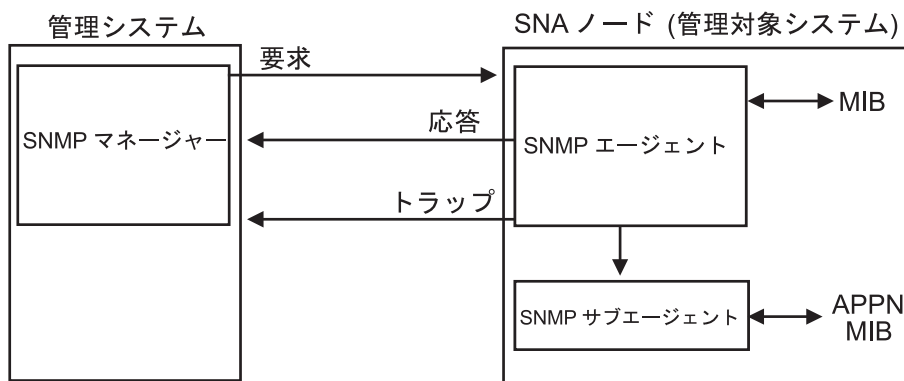 管理システム
SNA ノード (管理対象システム)
要求
SNMP マネージャー
応答
SNMP エージェント
MIB
トラップ
SNMP サブエージェント
APPN
MIB